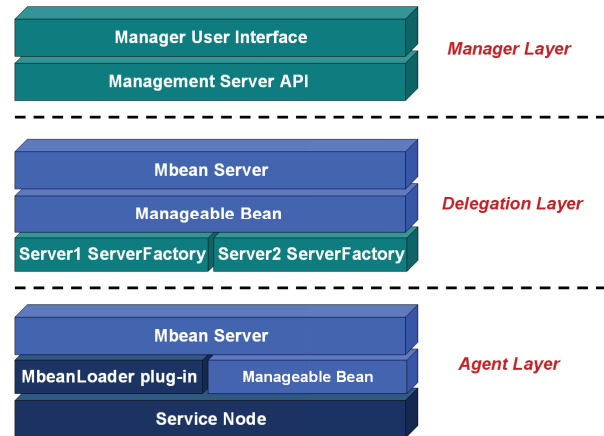 Manager User Interface
Manager Layer
Management Server API
Mbean Server
Manageable Bean
Delegation Layer
Server1 ServerFactory
Server2 ServerFactory
Mbean Server
MbeanLoader plug-in
Manageable Bean
Agent Layer
Service Node